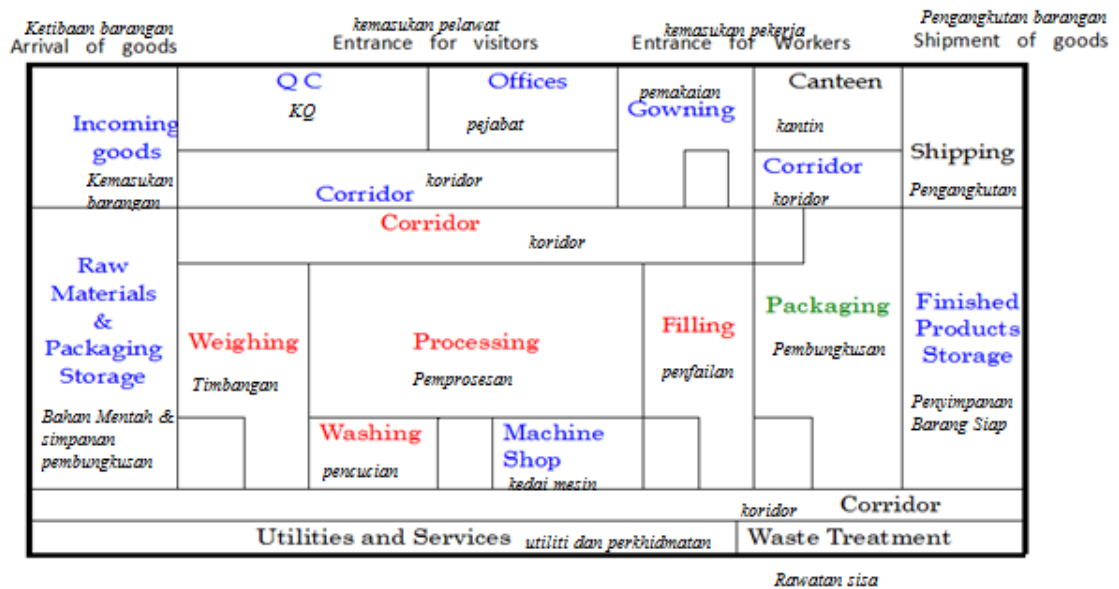 Ketibaan barangan
Arrival of goods
kemasukan pelawat
Entrance for visitors
kemasukan pekerja
Entrance for Workers
Pengangkutan barangan
Shipment of goods
Incoming
goods
Kemasukan
barangan
Q C
KQ
Offices
pejabat
Corridor
koridor
pemakaian
Gowning
Canteen
kantin
Corridor
koridor
Shipping
Pengangkutan
Corridor
koridor
Raw
Materials
&
Packaging
Storage
Bahan Mentah &
simpanan
pembungkusan
Weighing
Timbangan
Processing
Pemprosesan
Filling
penfailan
Packaging
Pembungkusan
Finished
Products
Storage
Penyimpanan
Barang Siap
Washing
pencucian
Machine
Shop
kedai mesin
koridor Corridor
Utilities and Services utiliti dan perkhidmatan
Waste Treatment
Rawatan sisa